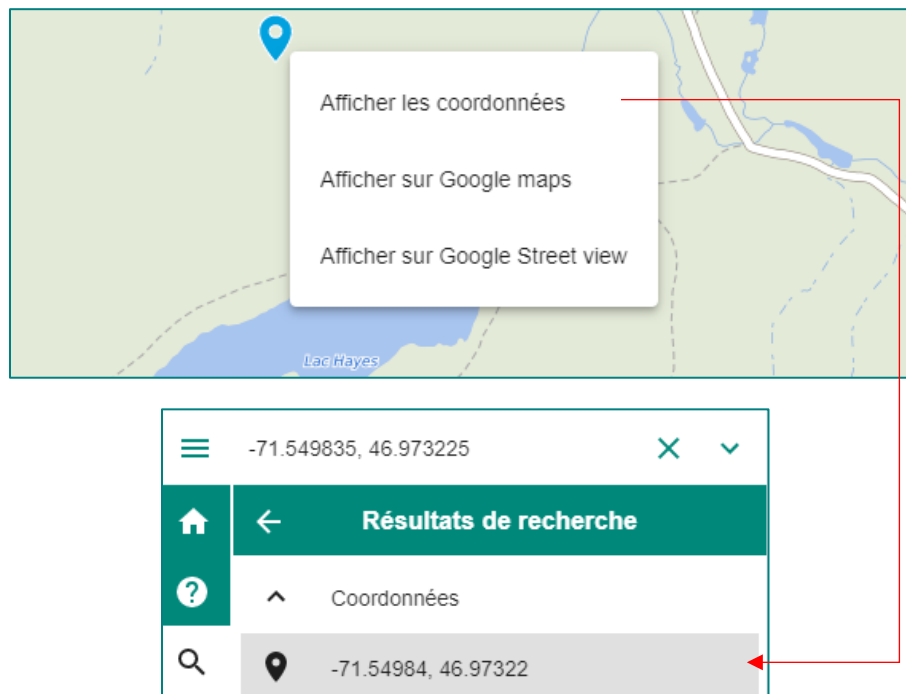 Afficher les coordonnées
Afficher sur Google maps
Afficher sur Google Street view
Lac Hayes
-71.549835, 46.973225
Résultats de recherche
Coordonnées
-71.54984, 46.97322